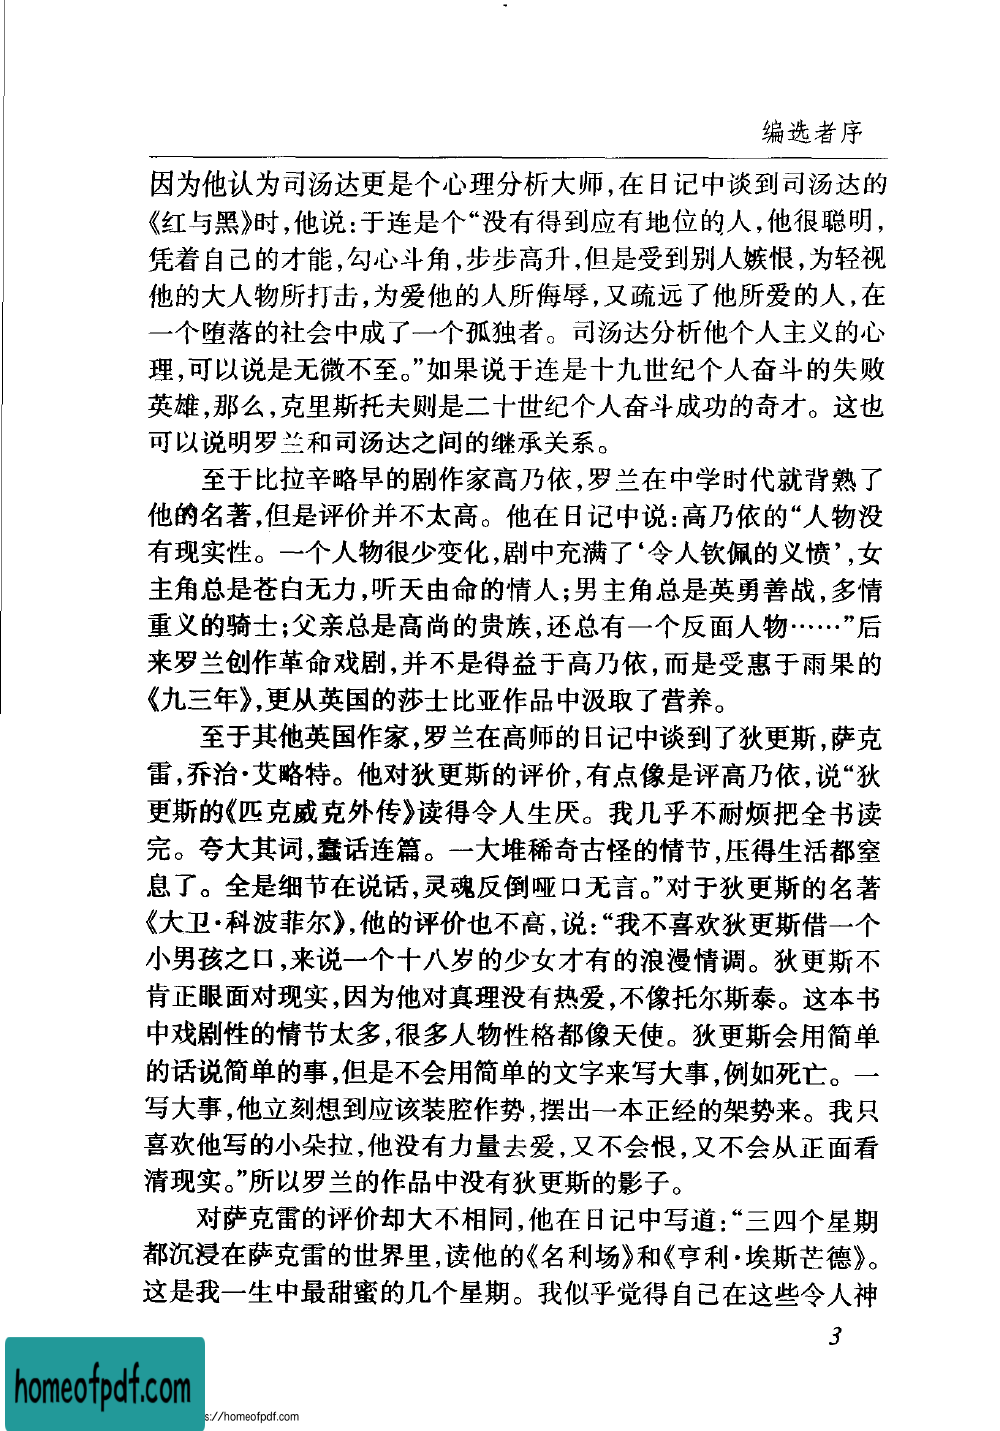 编选者序
因为他认为司汤达更是个心理分析大师,在日记中谈到司汤达的
《红与黑》时,他说:于连是个“没有得到应有地位的人,他很聪明,
凭着自己的才能,勾心斗角,步步高升,但是受到别人嫉恨,为轻视
他的大人物所打击,为爱他的人所侮辱,又疏远了他所爱的人,在
一个堕落的社会中成了一个孤独者。司汤达分析他个人主义的心
理,可以说是无微不至。”如果说于连是十九世纪个人奋斗的失败
英雄,那么,克里斯托夫则是二十世纪个人奋斗成功的奇才。这也
可以说明罗兰和司汤达之间的继承关系。
至于比拉辛略早的剧作家高乃依,罗兰在中学时代就背熟了
他的名著,但是评价并不太高。他在日记中说:高乃依的“人物没
有现实性。一个人物很少变化,剧中充满了‘令人钦佩的义愤’,女
主角总是苍白无力,听天由命的情人;男主角总是英勇善战,多情
重义的骑士;父亲总是高尚的贵族,还总有一个反面人物……”后
来罗兰创作革命戏剧,并不是得益于高乃依,而是受惠于雨果的
《九三年》,更从英国的莎士比亚作品中汲取了营养。
至于其他英国作家,罗兰在高师的日记中谈到了狄更斯,萨克
雷,乔治·艾略特。他对狄更斯的评价,有点像是评高乃依,说“狄
更斯的《匹克威克外传》读得令人生厌。我几乎不耐烦把全书读
完。夸大其词,蠢话连篇。一大堆稀奇古怪的情节,压得生活都窒
息了。全是细节在说话,灵魂反倒哑口无言。”对于狄更斯的名著
《大卫·科波菲尔》,他的评价也不高,说:“我不喜欢狄更斯借一个
小男孩之口,来说一个十八岁的少女才有的浪漫情调。狄更斯不
肯正眼面对现实,因为他对真理没有热爱,不像托尔斯泰。这本书
中戏剧性的情节太多,很多人物性格都像天使。狄更斯会用简单
的话说简单的事,但是不会用简单的文字来写大事,例如死亡。一
写大事,他立刻想到应该装腔作势,摆出一本正经的架势来。我只
喜欢他写的小朵拉,他没有力量去爱,又不会恨,又不会从正面看
清现实。”所以罗兰的作品中没有狄更斯的影子。
对萨克雷的评价却大不相同,他在日记中写道:“三四个星期
都沉浸在萨克雷的世界里,读他的《名利场》和《亨利·埃斯芒德》。
这是我一生中最甜蜜的几个星期。我似乎觉得自己在这些令人神
3
homeofpdf.com
s://homeofpdf.com